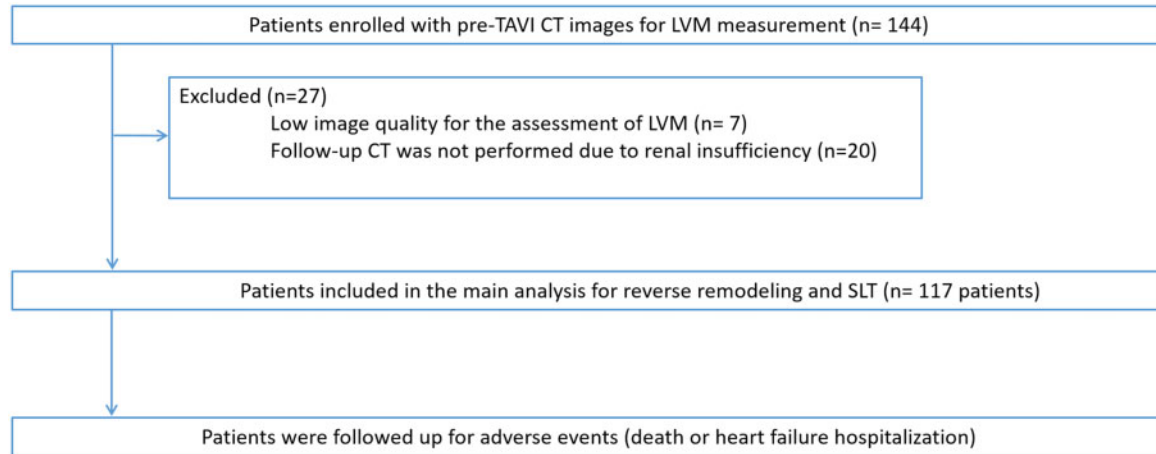 Patients enrolled with pre-TAVI CT images for LVM measurement (n= 144)
Excluded (n=27)
Low image quality for the assessment of LVM (n= 7)
Follow-up CT was not performed due to renal insufficiency (n=20)
Patients included in the main analysis for reverse remodeling and SLT (n= 117 patients)
Patients were followed up for adverse events (death or heart failure hospitalization)